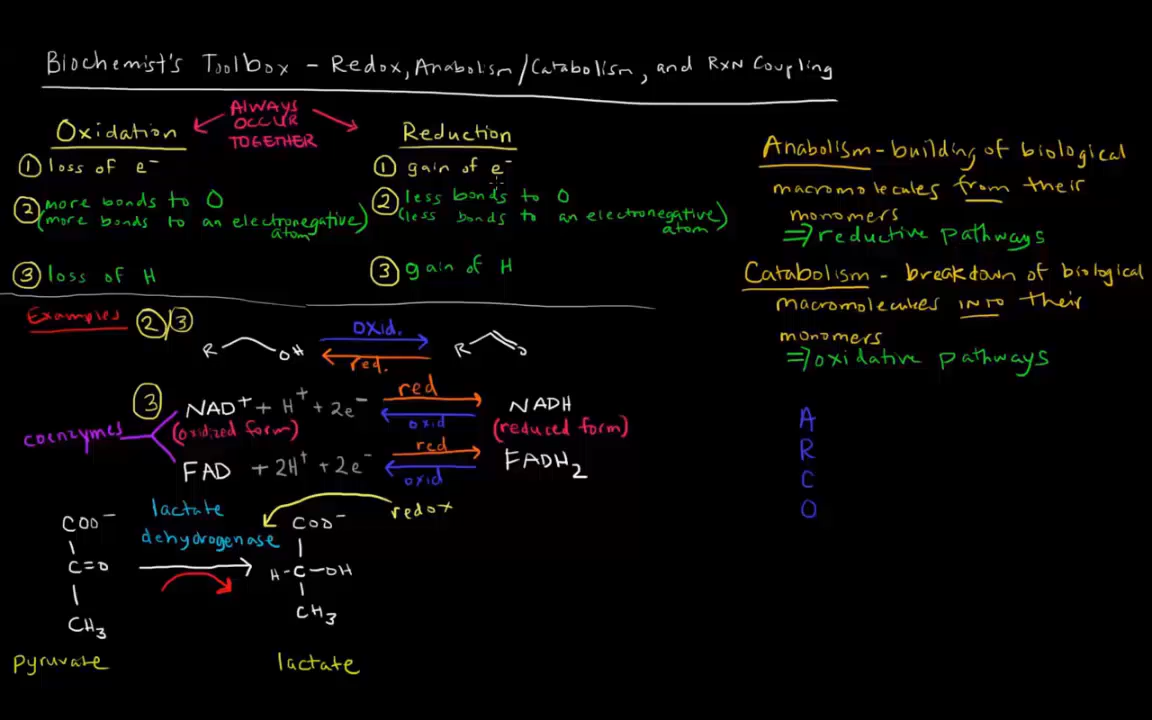 Biochemist's Toolbox - Redox, Anabolism/Catabolism, and RXN Coupling
ALWAYS
OCCUR
TOGETHER
Oxidation
① loss of e⁻
② more bonds to O
(more bonds to an electronegative
atom)
③ loss of H
Reduction
① gain of e⁻
② less bonds to O
(less bonds to an electronegative
atom)
③ gain of H
Anabolism - building of biological
macromolecules from their
monomers
⇒ reductive pathways
Catabolism - breakdown of biological
macromolecules into their
monomers
⇒ oxidative pathways
A
R
C
O
Examples ②/③
R OH
oxid.
red.
R O
③
coenzymes
NAD⁺ + H⁺ + 2e⁻
red
oxid
NADH
(oxidized form)
(reduced form)
FAD + 2H⁺ + 2e⁻
red
oxid
FADH₂
lactate
dehydrogenase
redox
COO⁻
C=O
CH₃
pyruvate
COO⁻
H-C-OH
CH₃
lactate